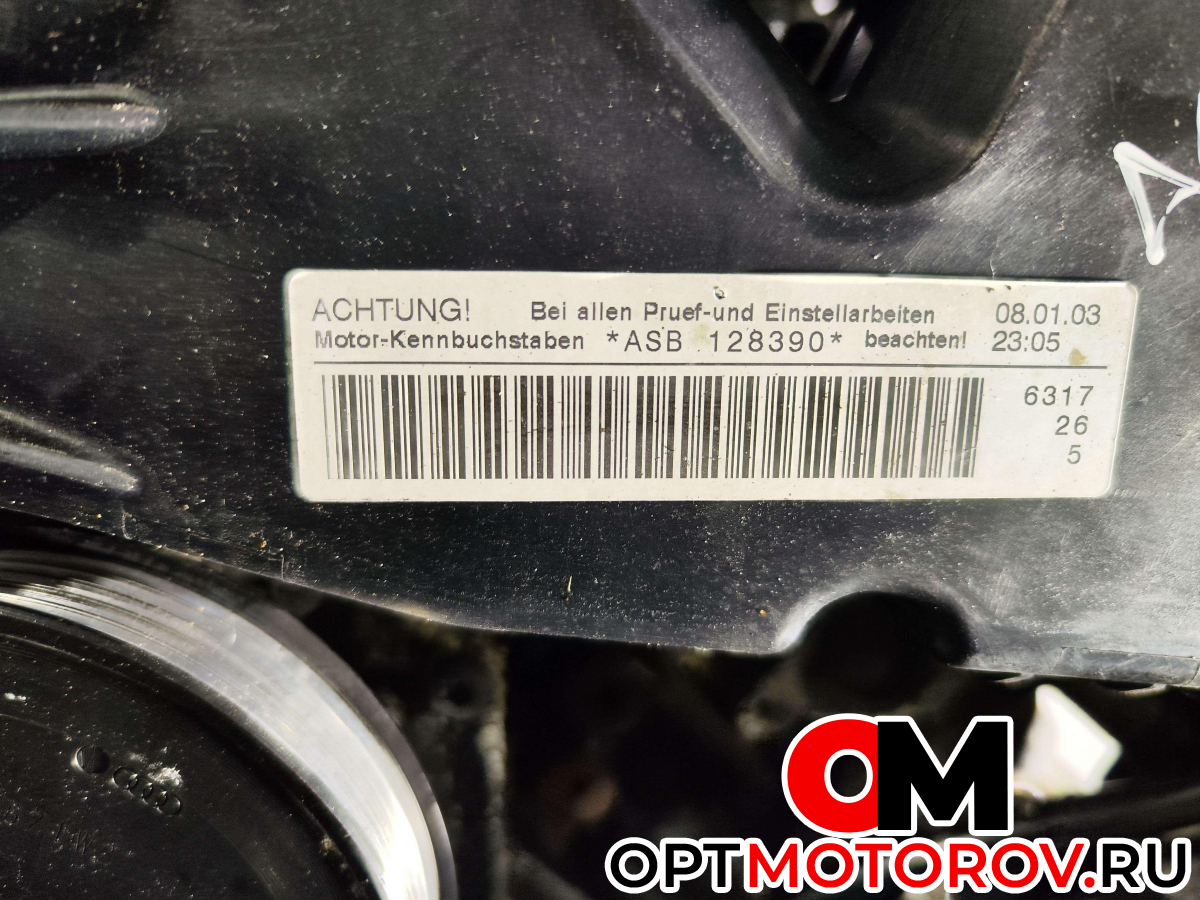 ACHTUNG! Bei allen Pruef-und Einstellarbeiten 08.01.03
Motor-Kennbuchstaben *ASB 128390* beachten! 23:05
6317
26
5
OM
OPTMOTOROV.RU